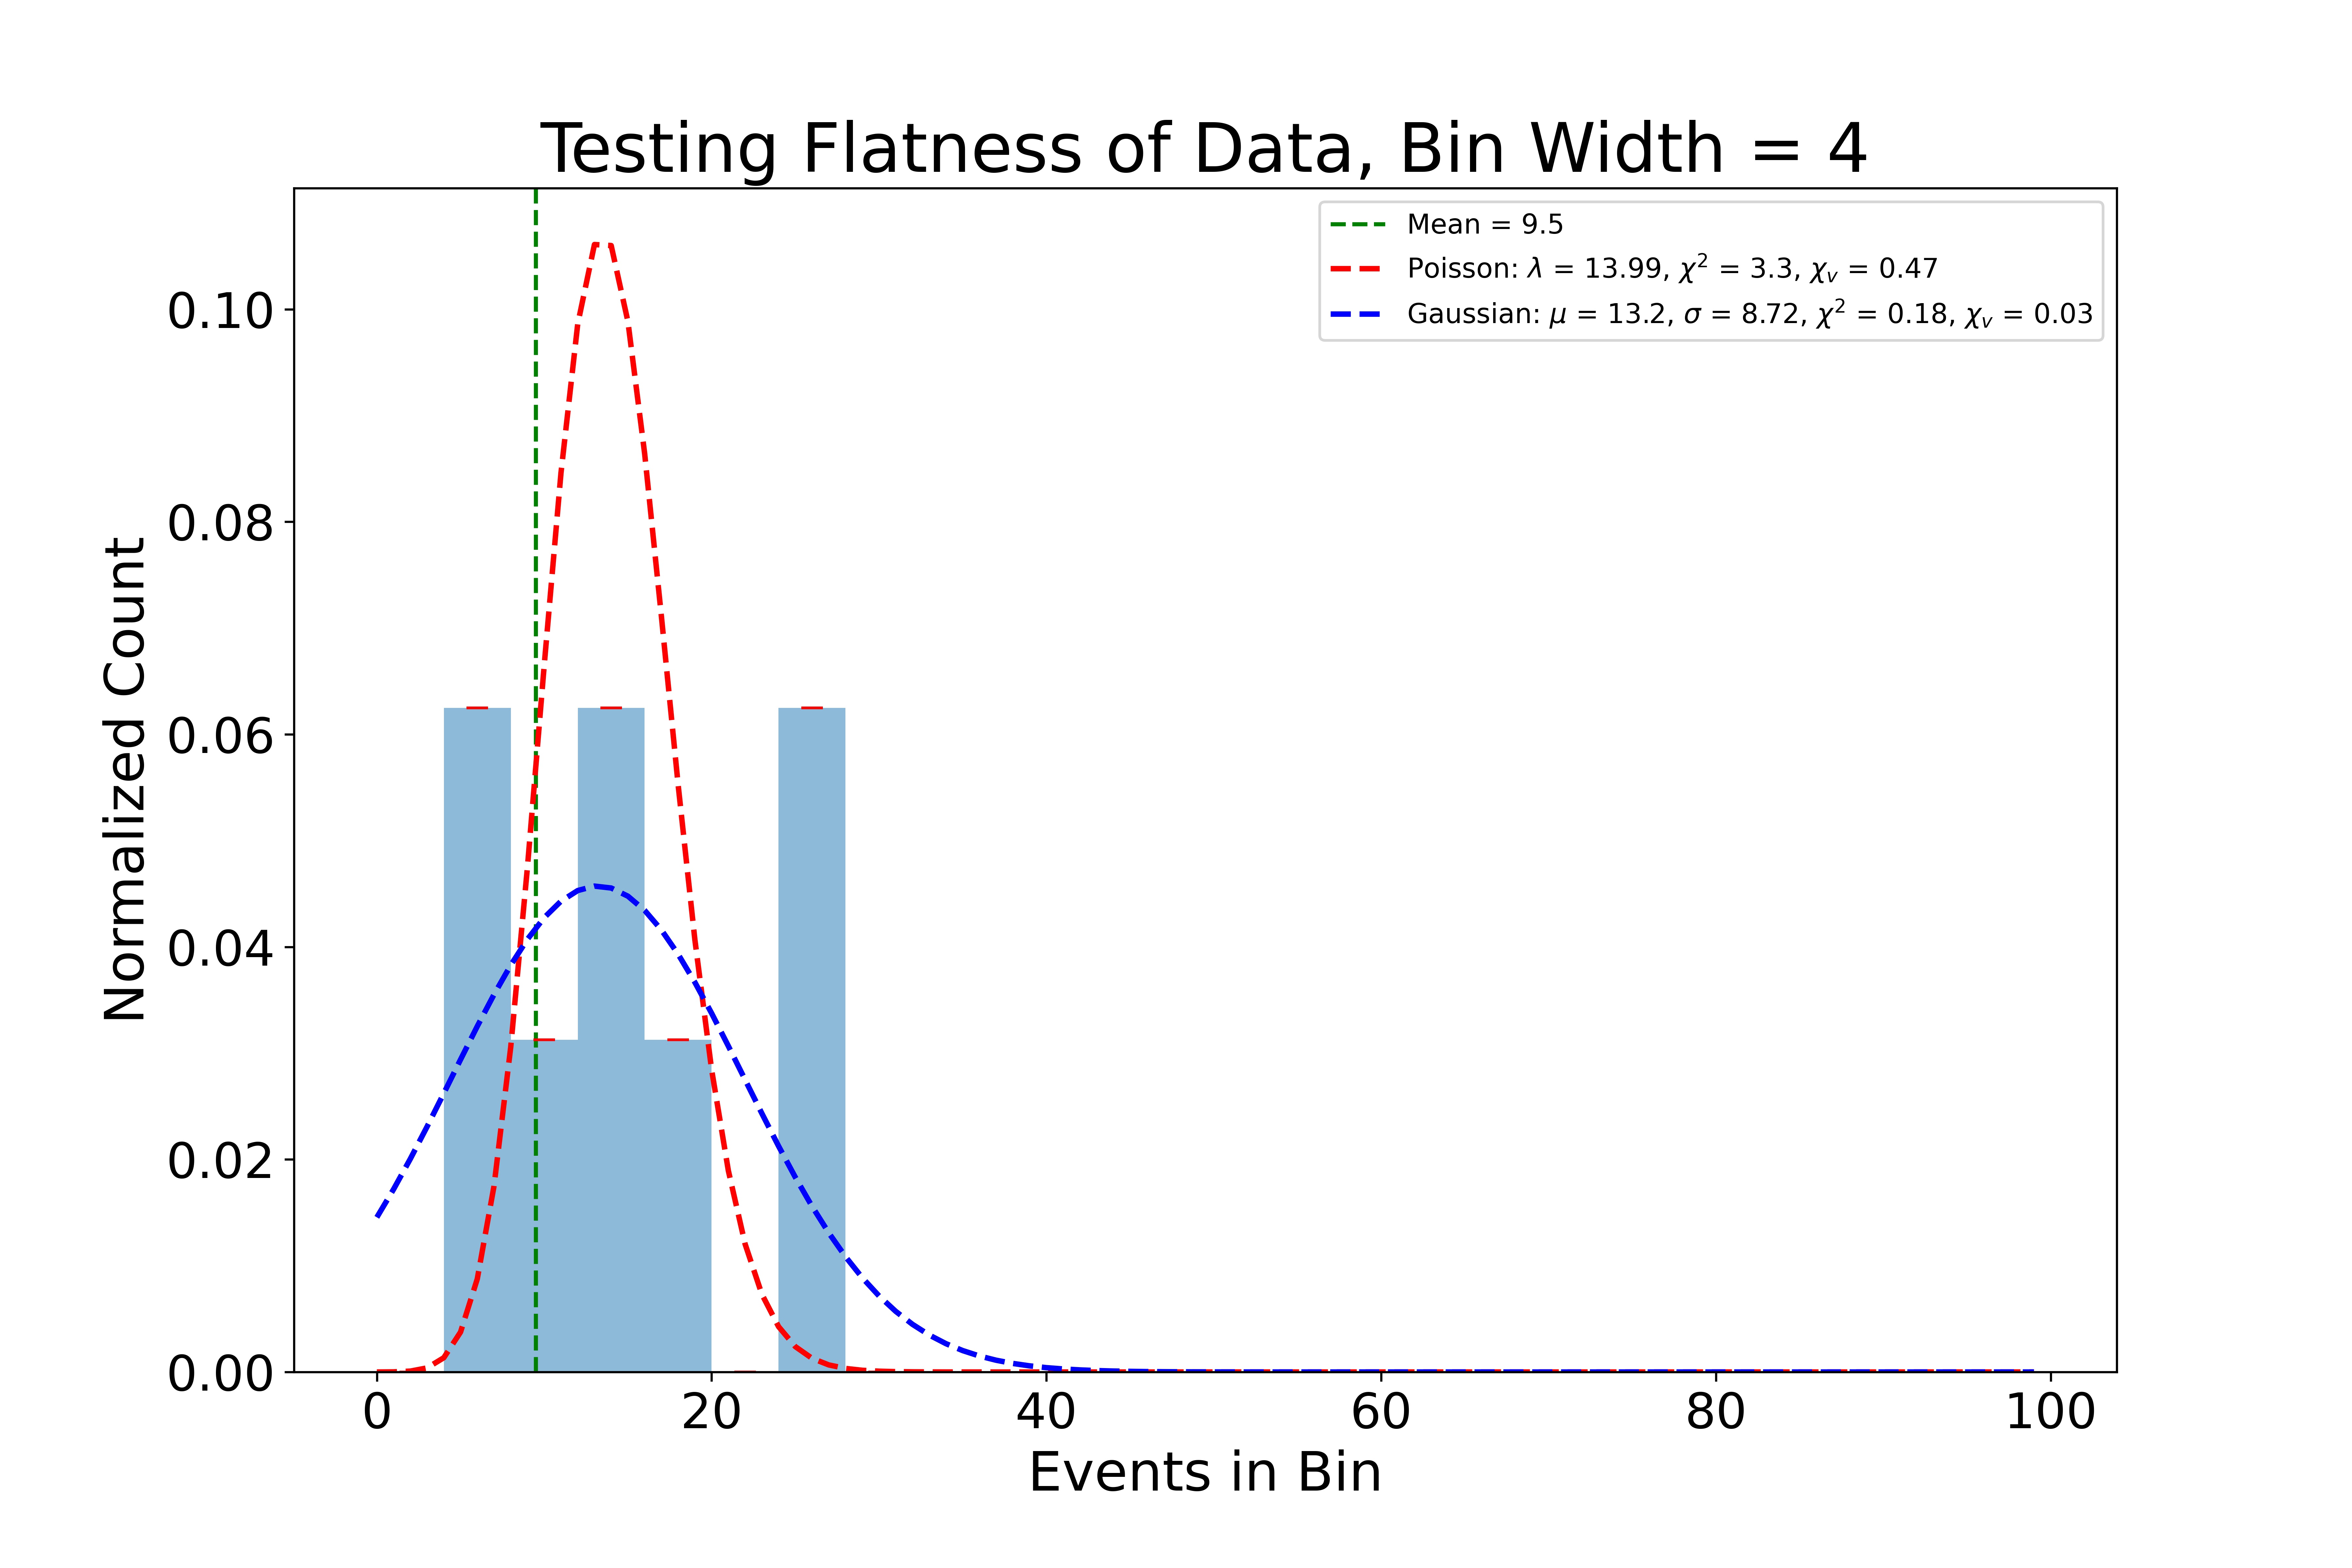 Testing Flatness of Data, Bin Width = 4
Mean = 9.5
Poisson: λ = 13.99, χ² = 3.3, χᵥ = 0.47
Gaussian: μ = 13.2, σ = 8.72, χ² = 0.18, χᵥ = 0.03
Normalized Count
0.10
0.08
0.06
0.04
0.02
0.00
0 20 40 60 80 100
Events in Bin